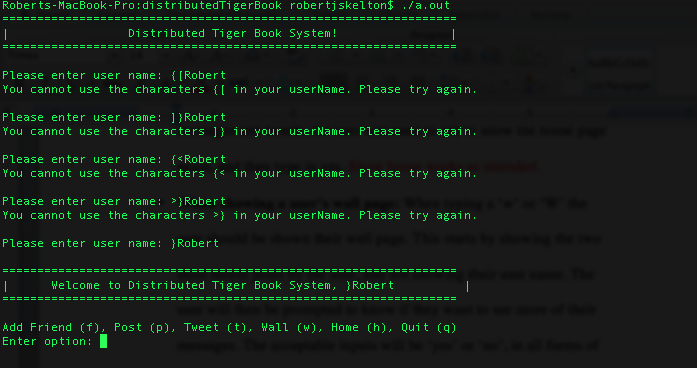 Roberts-MacBook-Pro:distributedTigerBook robertjskelton$ ./a.out
=================================================================
|                 Distributed Tiger Book System!                |
=================================================================
Please enter user name: {[Robert
You cannot use the characters {[ in your userName. Please try again.
Please enter user name: ]}Robert
You cannot use the characters ]} in your userName. Please try again.
Please enter user name: {<Robert
You cannot use the characters {< in your userName. Please try again.
Please enter user name: >}Robert
You cannot use the characters >} in your userName. Please try again.
Please enter user name: }Robert
=================================================================
|      Welcome to Distributed Tiger Book System, }Robert          |
=================================================================
Add Friend (f), Post (p), Tweet (t), Wall (w), Home (h), Quit (q)
Enter option: